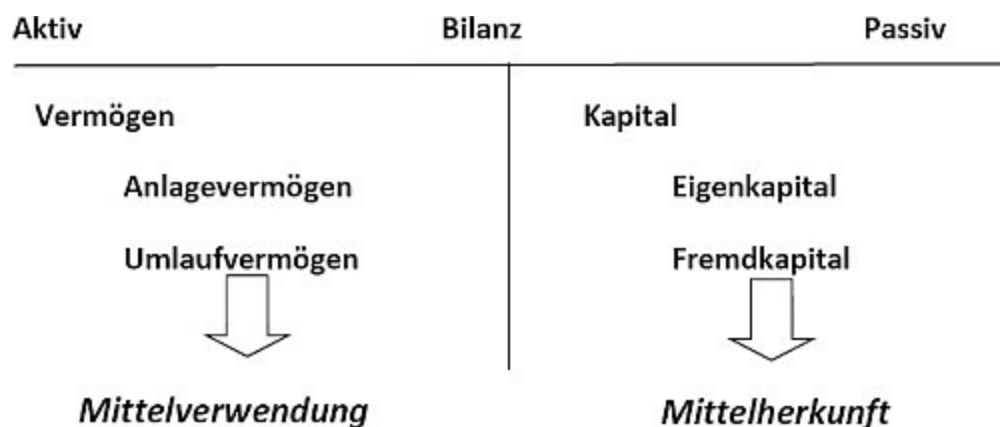 Aktiv Bilanz Passiv
Vermögen Kapital
Anlagevermögen Eigenkapital
Umlaufvermögen Fremdkapital
Mittelverwendung Mittelherkunft